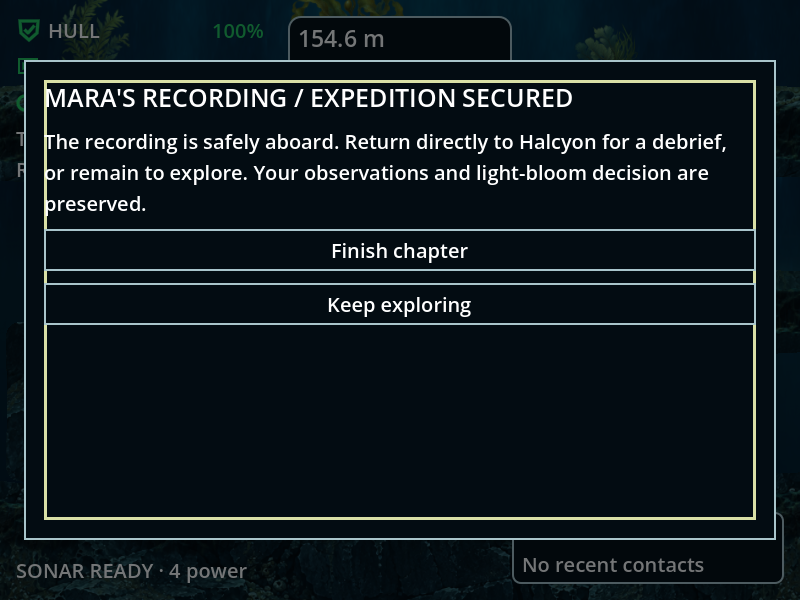 HULL 100%
154.6 m
MARA'S RECORDING / EXPEDITION SECURED
The recording is safely aboard. Return directly to Halcyon for a debrief,
or remain to explore. Your observations and light-bloom decision are
preserved.
Finish chapter
Keep exploring
No recent contacts
SONAR READY · 4 power